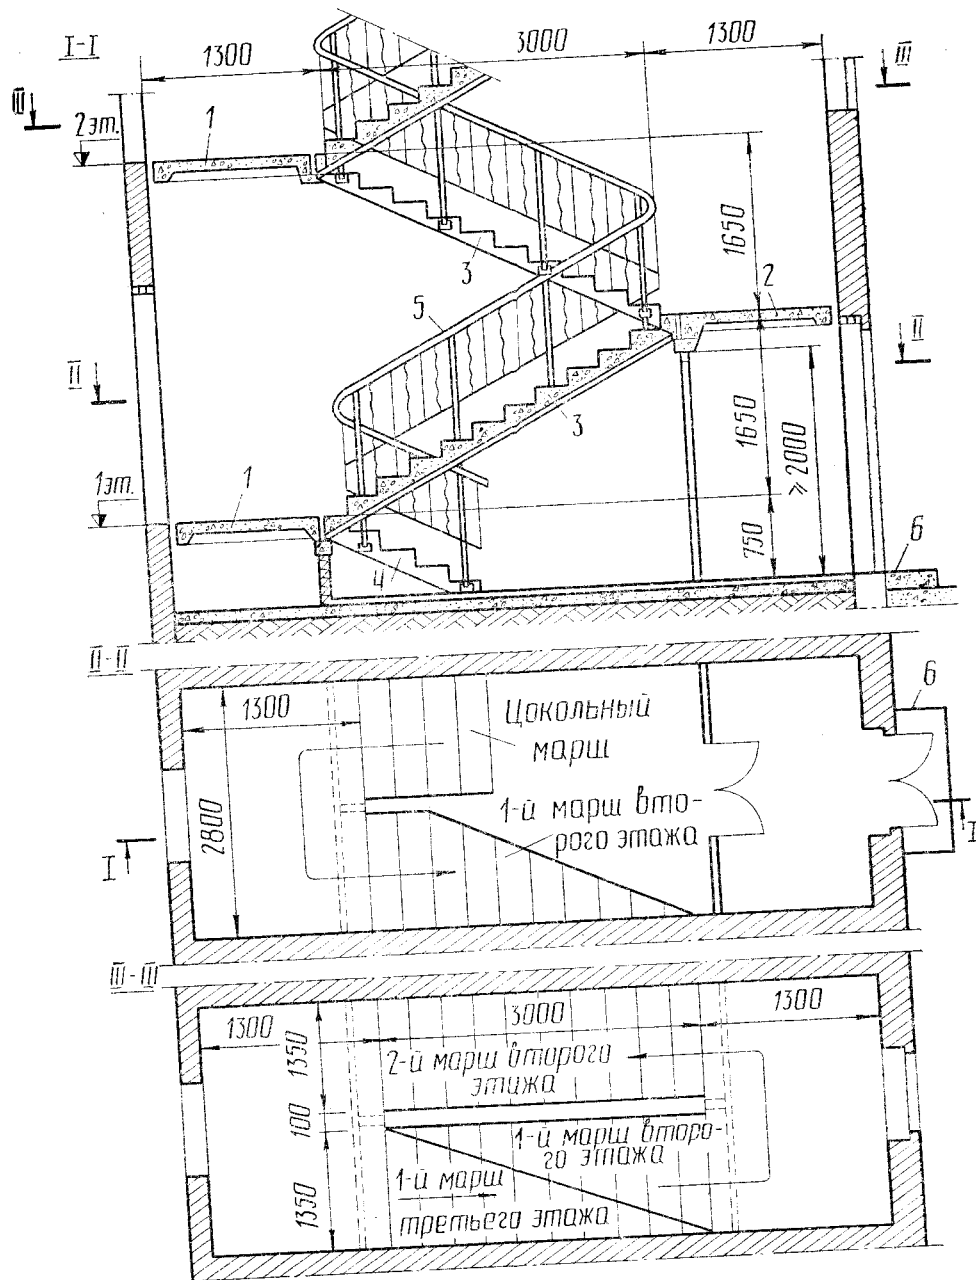 I-I
1300
3000
1300
III
III
2эт.
1
1650
3
2
5
II
II
1650
≥2000
3
1эт.
1
750
6
4
II-II
1300
Цокольный
марш
6
2800
1-й марш вто-
рого этажа
I
I
III-III
1300
1350
3000
1300
2-й марш второго
этижа
100
1-й марш второ-
го этажа
1350
1-й марш
третьего этажа